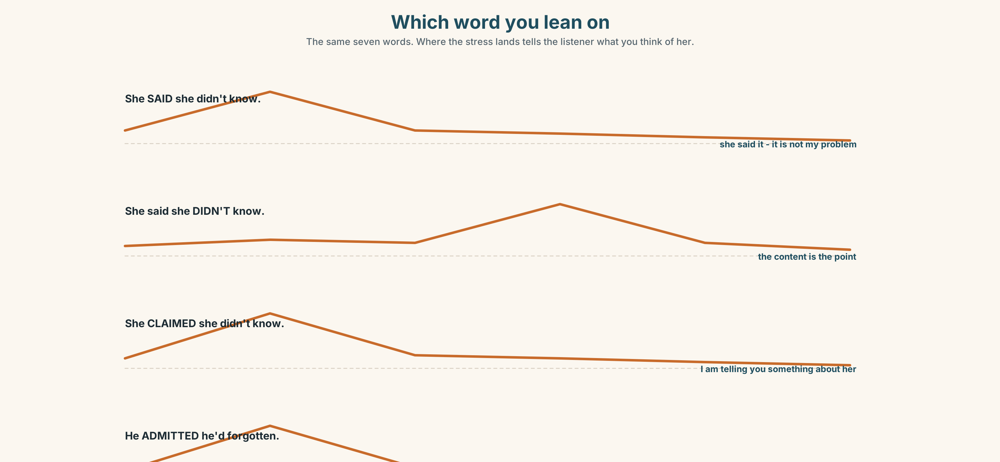 Which word you lean on
The same seven words. Where the stress lands tells the listener what you think of her.
She SAID she didn't know.
she said it - it is not my problem
She said she DIDN'T know.
the content is the point
She CLAIMED she didn't know.
I am telling you something about her
He ADMITTED he'd forgotten.